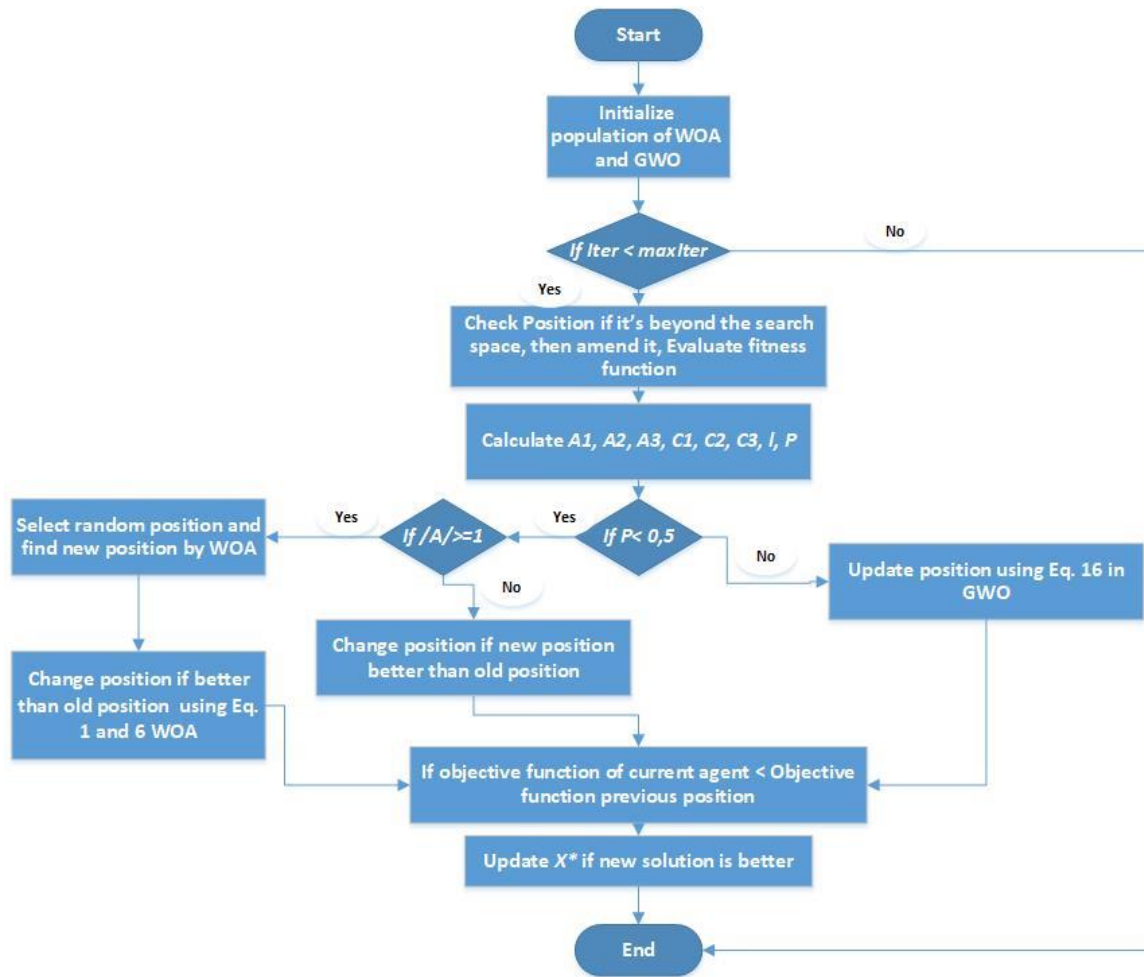 Start
Initialize
population of WOA
and GWO
If Iter < maxIter
No
Yes
Check Position if it's beyond the search
space, then amend it, Evaluate fitness
function
Calculate A1, A2, A3, C1, C2, C3, l, P
If P< 0,5
Yes
If /A/>=1
Yes
Select random position and
find new position by WOA
No
No
Update position using Eq. 16 in
GWO
Change position if new position
better than old position
Change position if better
than old position using Eq.
1 and 6 WOA
If objective function of current agent < Objective
function previous position
Update X* if new solution is better
End